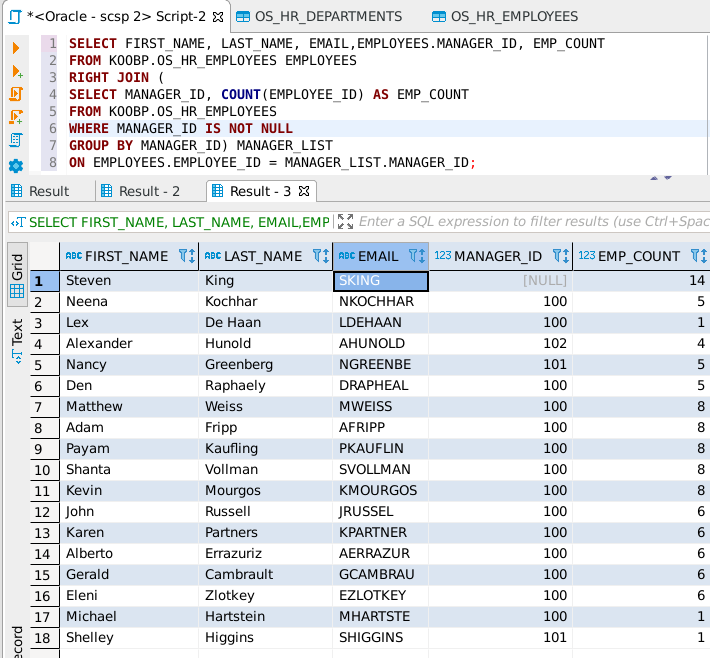 *<Oracle - scsp 2> Script-2
OS_HR_DEPARTMENTS
OS_HR_EMPLOYEES
1 SELECT FIRST_NAME, LAST_NAME, EMAIL,EMPLOYEES.MANAGER_ID, EMP_COUNT
2 FROM KOOBP.OS_HR_EMPLOYEES EMPLOYEES
3 RIGHT JOIN (
4 SELECT MANAGER_ID, COUNT(EMPLOYEE_ID) AS EMP_COUNT
5 FROM KOOBP.OS_HR_EMPLOYEES
6 WHERE MANAGER_ID IS NOT NULL
7 GROUP BY MANAGER_ID) MANAGER_LIST
8 ON EMPLOYEES.EMPLOYEE_ID = MANAGER_LIST.MANAGER_ID;
Result
Result - 2
Result - 3
T SELECT FIRST_NAME, LAST_NAME, EMAIL,EMP
Enter a SQL expression to filter results (use Ctrl+Spac
Grid
Text
ecord
ABC FIRST_NAME ABC LAST_NAME ABC EMAIL 123 MANAGER_ID 123 EMP_COUNT
1 Steven King SKING [NULL] 14
2 Neena Kochhar NKOCHHAR 100 5
3 Lex De Haan LDEHAAN 100 1
4 Alexander Hunold AHUNOLD 102 4
5 Nancy Greenberg NGREENBE 101 5
6 Den Raphaely DRAPHEAL 100 5
7 Matthew Weiss MWEISS 100 8
8 Adam Fripp AFRIPP 100 8
9 Payam Kaufling PKAUFLIN 100 8
10 Shanta Vollman SVOLLMAN 100 8
11 Kevin Mourgos KMOURGOS 100 8
12 John Russell JRUSSEL 100 6
13 Karen Partners KPARTNER 100 6
14 Alberto Errazuriz AERRAZUR 100 6
15 Gerald Cambrault GCAMBRAU 100 6
16 Eleni Zlotkey EZLOTKEY 100 6
17 Michael Hartstein MHARTSTE 100 1
18 Shelley Higgins SHIGGINS 101 1